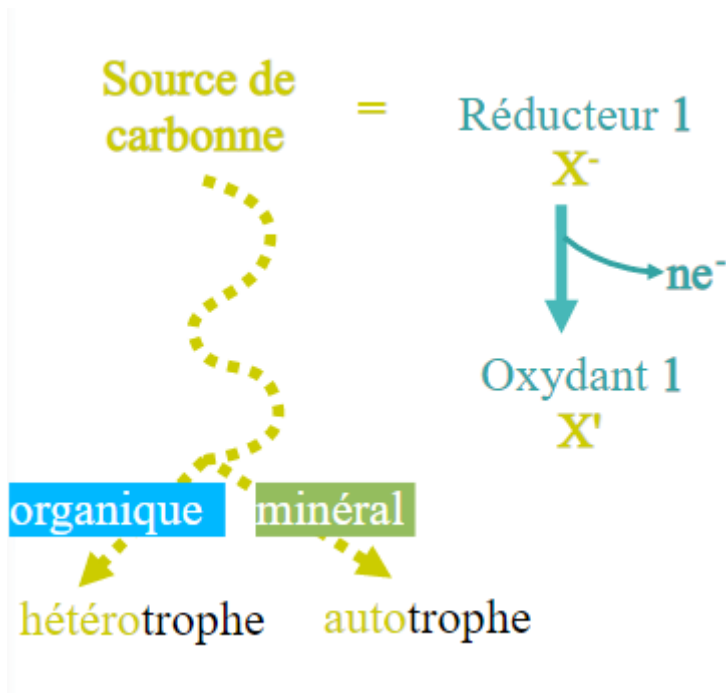 Source de
carbonne
=
Réducteur 1
X-
ne-
Oxydant 1
X'
organique
minéral
hétérotrophe
autotrophe